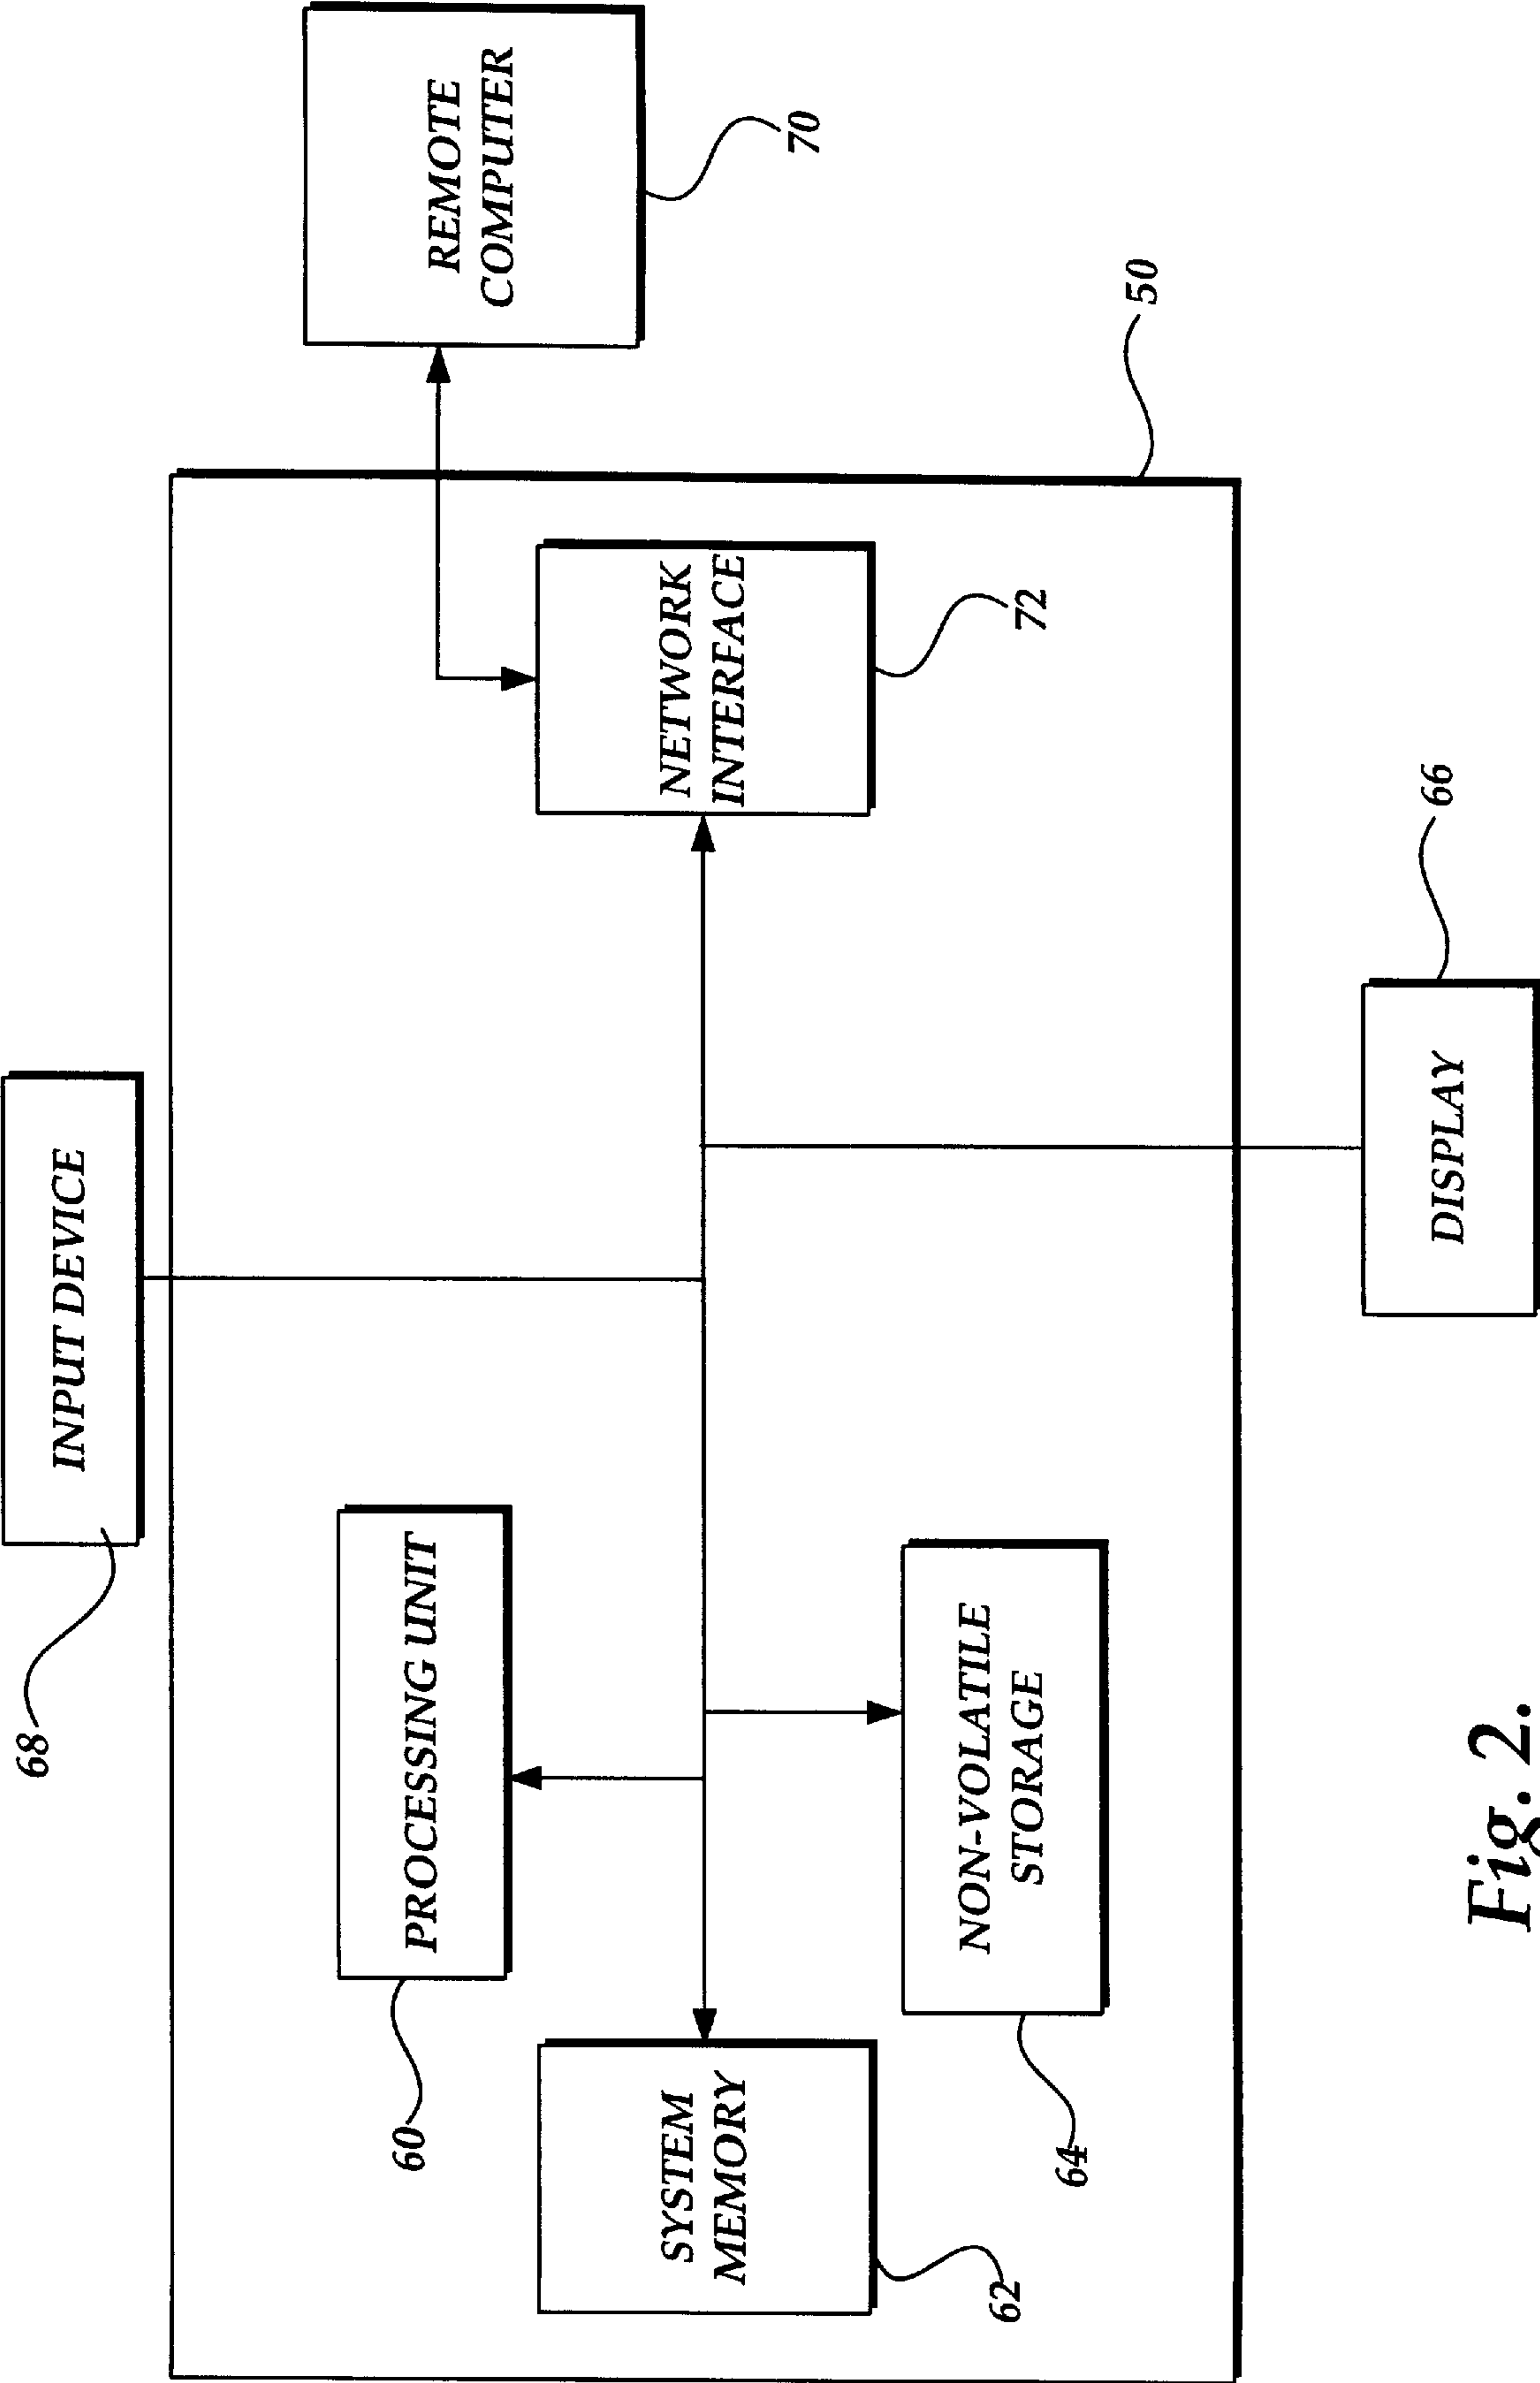 INPUT DEVICE
68
REMOTE
COMPUTER
70
PROCESSING UNIT
60
SYSTEM
MEMORY
62
NETWORK
INTERFACE
72
NON-VOLATILE
STORAGE
64
50
DISPLAY
66
Fig. 2.